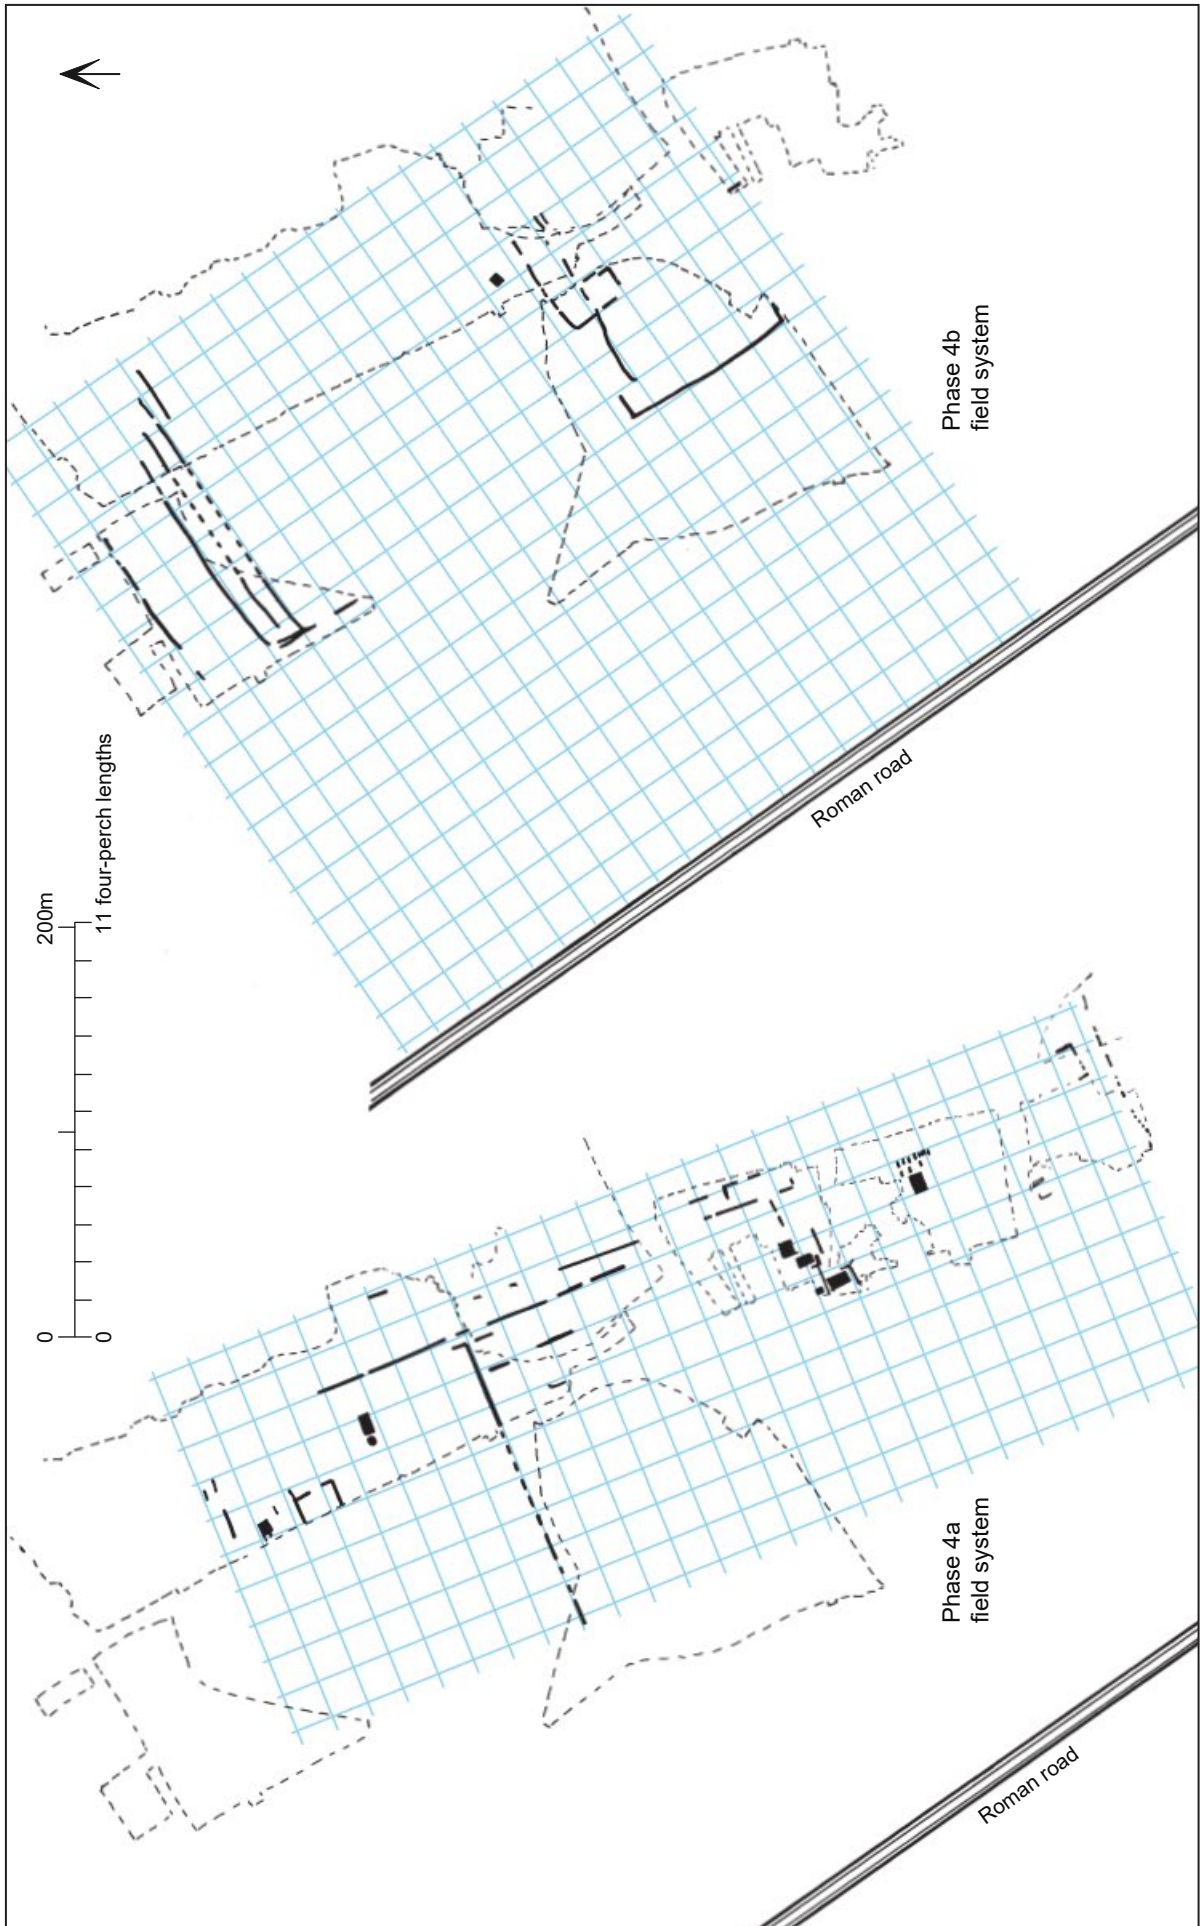 0
200m
0
11 four-perch lengths
Phase 4a
field system
Roman road
Phase 4b
field system
Roman road